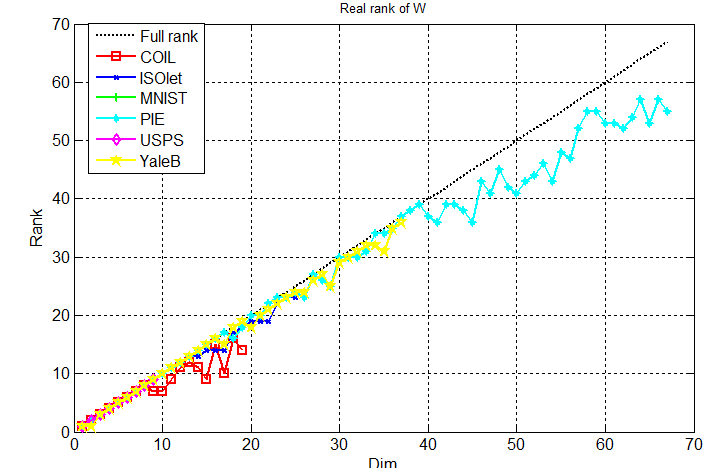 Real rank of W
70
60
50
40
30
20
10
0
Rank
Full rank
COIL
ISOlet
MNIST
PIE
USPS
YaleB
0 10 20 30 40 50 60 70
Dim